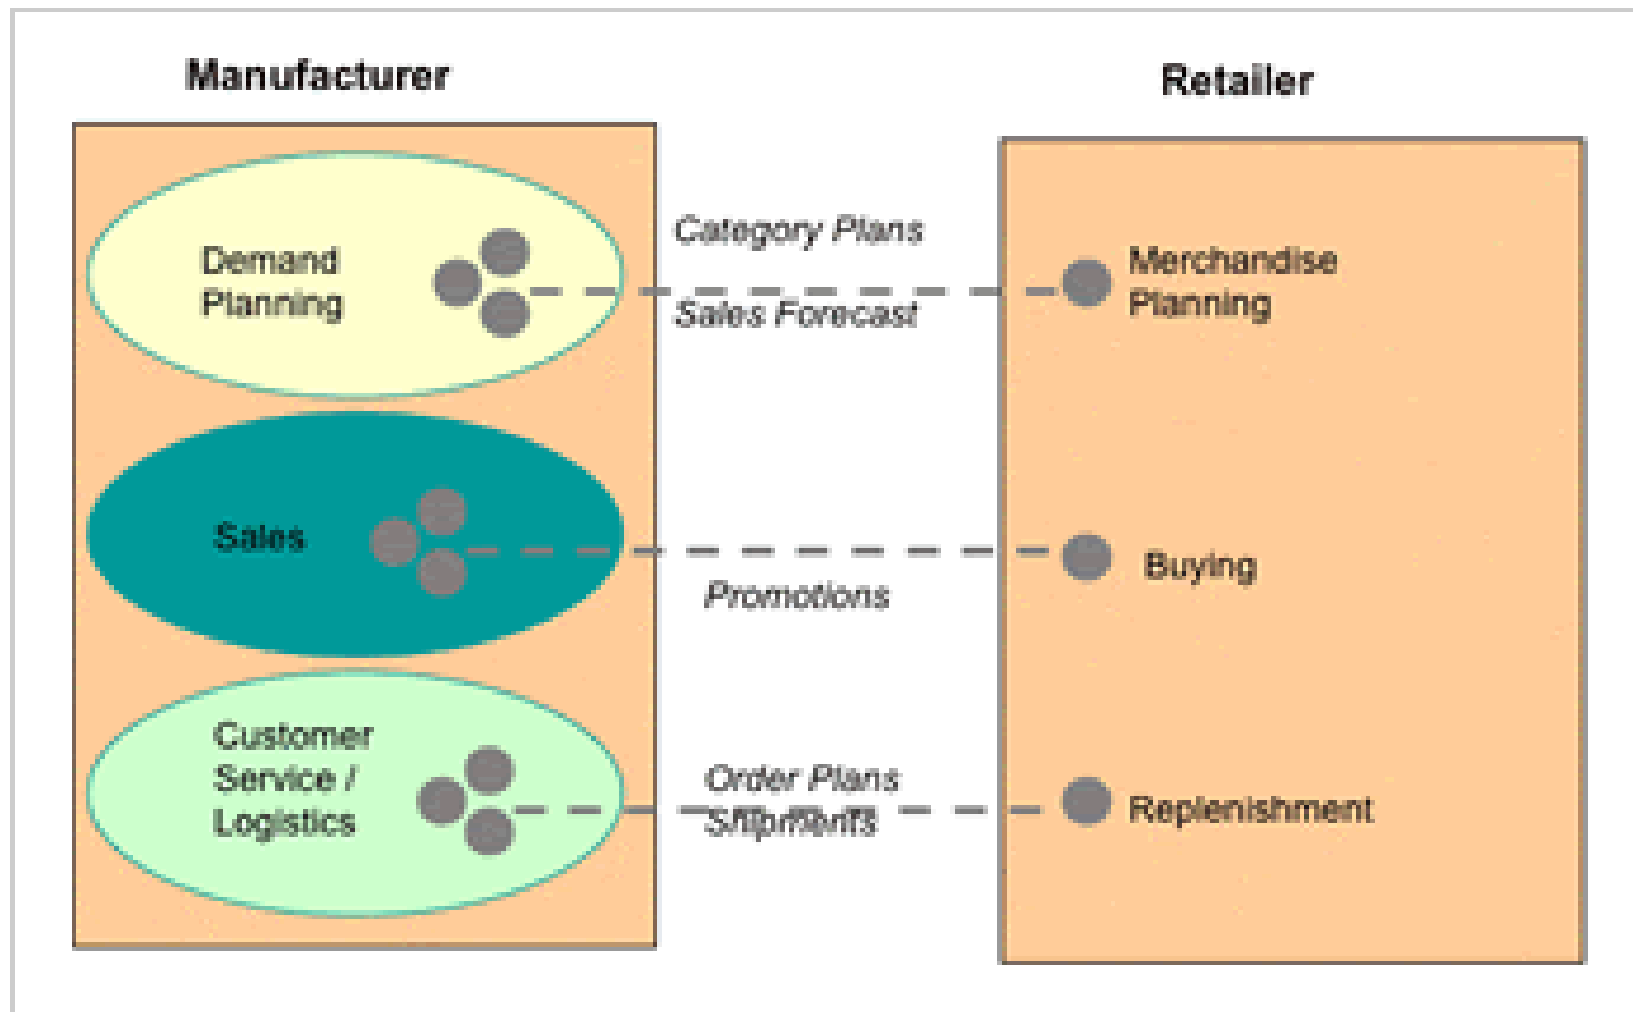 Manufacturer
Retailer
Demand
Planning
Category Plans
Sales Forecast
Merchandise
Planning
Sales
Promotions
Buying
Customer
Service /
Logistics
Order Plans
Shipments
Replenishment